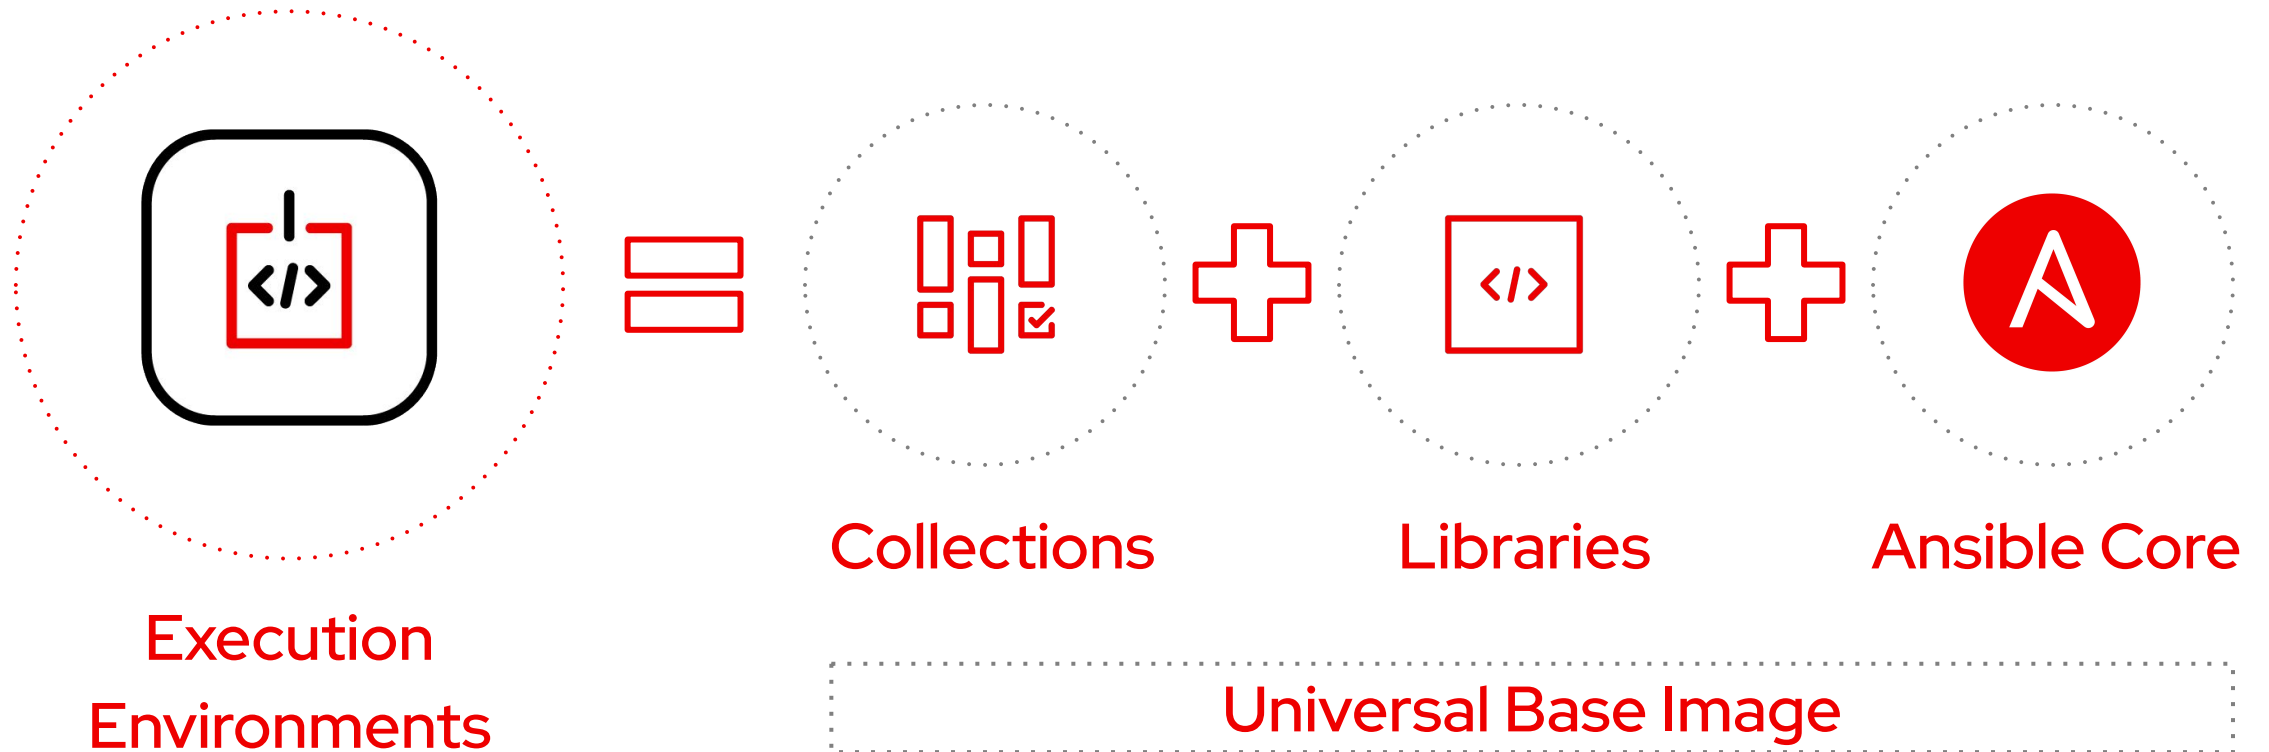 </>
</>
Collections
Libraries
Ansible Core
Execution
Environments
Universal Base Image